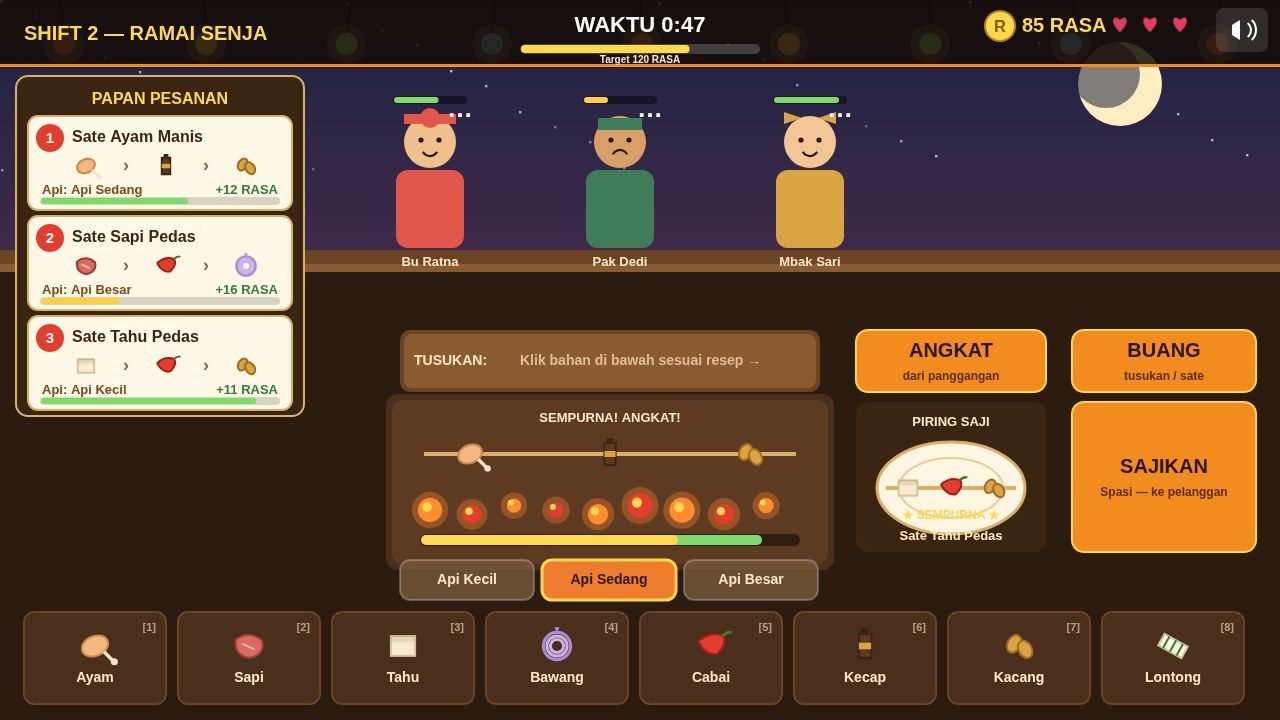 SHIFT 2 — RAMAI SENJA
WAKTU 0:47
Target 120 RASA
R 85 RASA
PAPAN PESANAN
1 Sate Ayam Manis
› ›
Api: Api Sedang +12 RASA
2 Sate Sapi Pedas
› ›
Api: Api Besar +16 RASA
3 Sate Tahu Pedas
› ›
Api: Api Kecil +11 RASA
... ... ...
Bu Ratna Pak Dedi Mbak Sari
TUSUKAN: Klik bahan di bawah sesuai resep →
ANGKAT
dari panggangan
BUANG
tusukan / sate
SEMPURNA! ANGKAT!
PIRING SAJI
★ SEMPURNA ★
Sate Tahu Pedas
SAJIKAN
Spasi — ke pelanggan
Api Kecil Api Sedang Api Besar
[1] [2] [3] [4] [5] [6] [7] [8]
Ayam Sapi Tahu Bawang Cabai Kecap Kacang Lontong